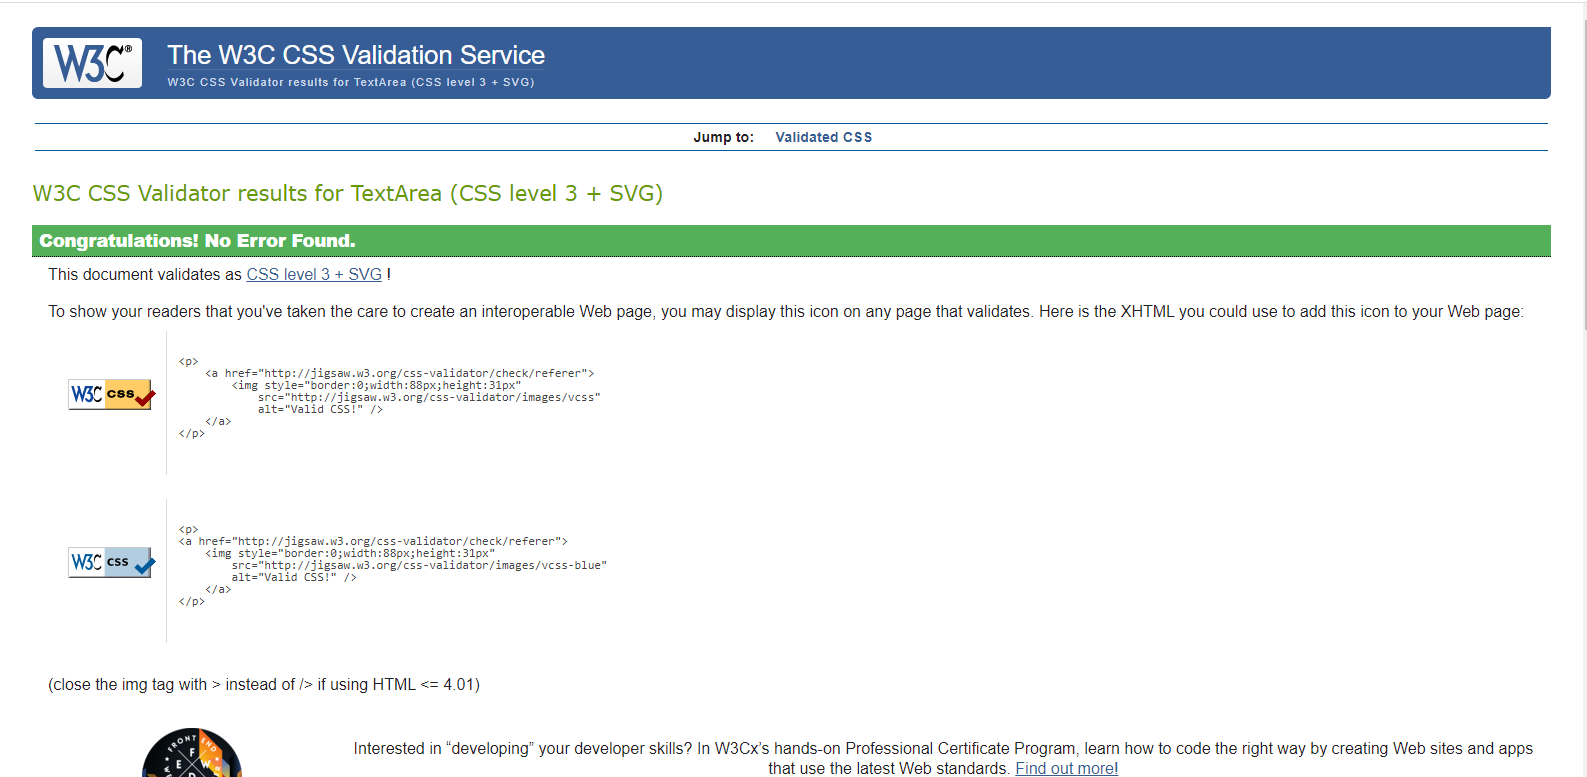 W3C®
The W3C CSS Validation Service
W3C CSS Validator results for TextArea (CSS level 3 + SVG)
Jump to: Validated CSS
W3C CSS Validator results for TextArea (CSS level 3 + SVG)
Congratulations! No Error Found.
This document validates as CSS level 3 + SVG !
To show your readers that you've taken the care to create an interoperable Web page, you may display this icon on any page that validates. Here is the XHTML you could use to add this icon to your Web page:
W3C css
<p>
    <a href="http://jigsaw.w3.org/css-validator/check/referer">
        <img style="border:0;width:88px;height:31px"
            src="http://jigsaw.w3.org/css-validator/images/vcss"
            alt="Valid CSS!" />
    </a>
</p>
W3C css
<p>
<a href="http://jigsaw.w3.org/css-validator/check/referer">
    <img style="border:0;width:88px;height:31px"
        src="http://jigsaw.w3.org/css-validator/images/vcss-blue"
        alt="Valid CSS!" />
    </a>
</p>
(close the img tag with > instead of /> if using HTML <= 4.01)
FRONT END
F
E W
D
Interested in “developing” your developer skills? In W3Cx’s hands-on Professional Certificate Program, learn how to code the right way by creating Web sites and apps
that use the latest Web standards. Find out more!